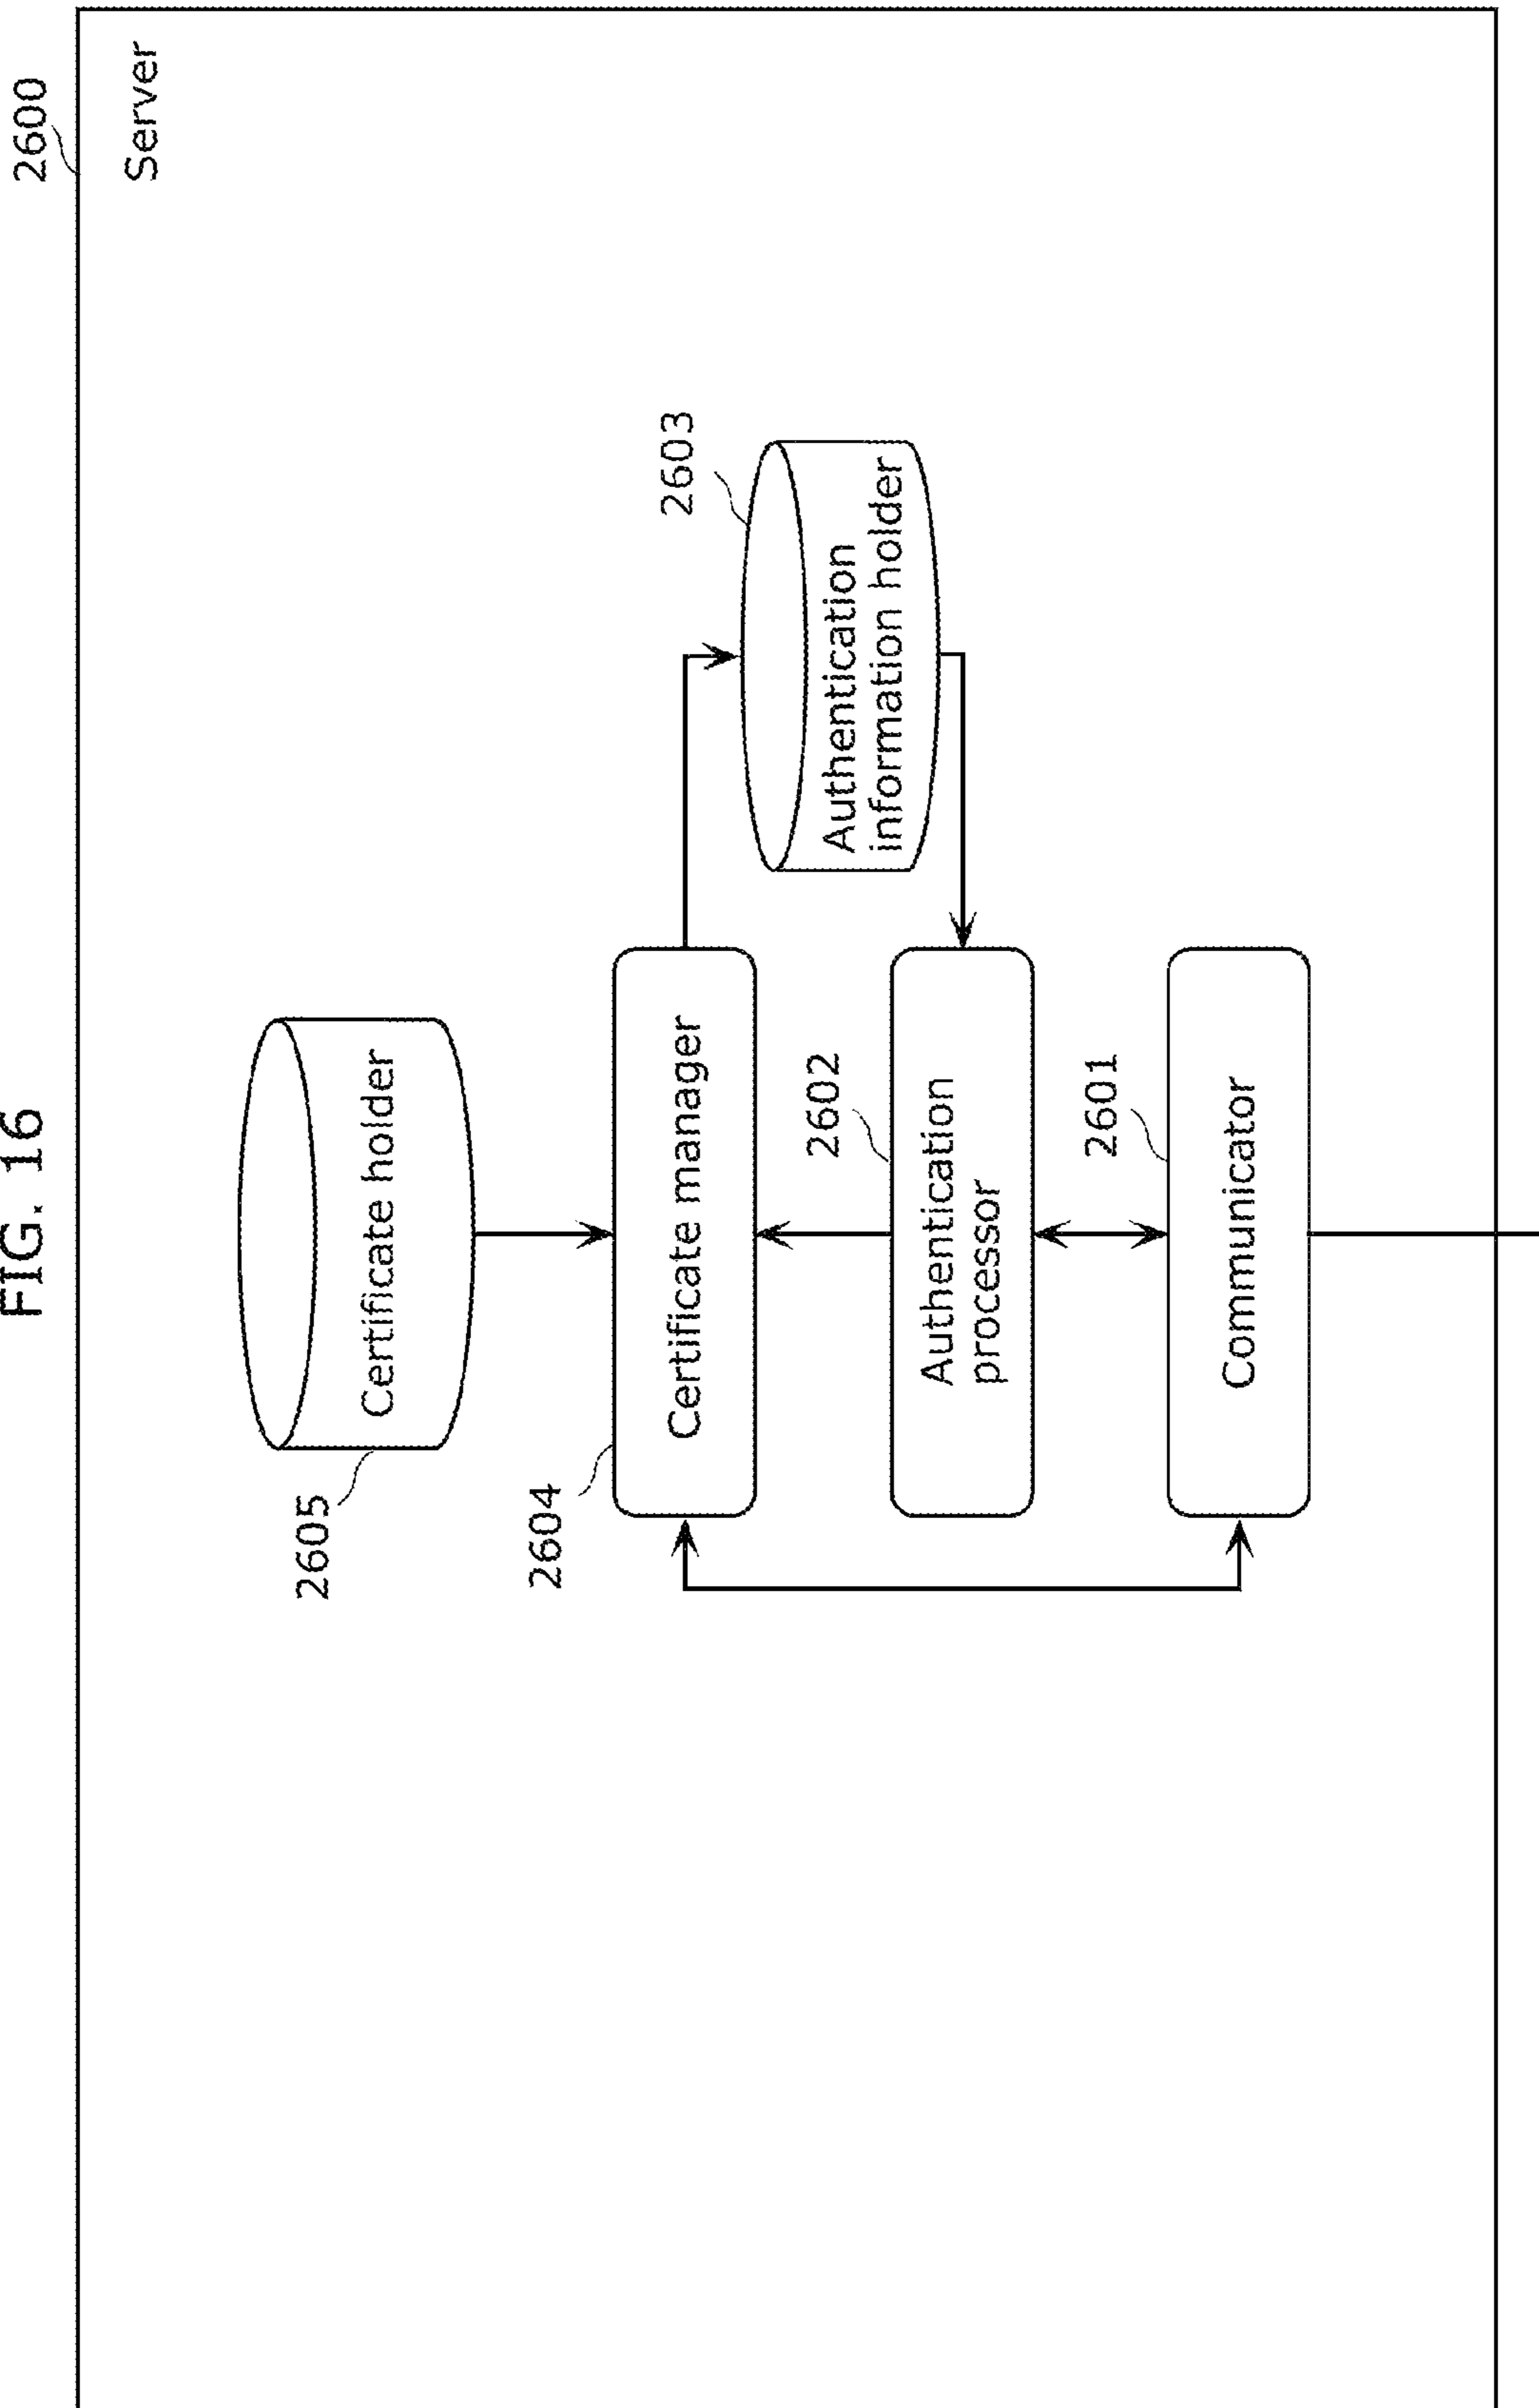 FIG. 16
2600
Server
2605
Certificate holder
2604
Certificate manager
2603
Authentication
information holder
2602
Authentication
processor
2601
Communicator